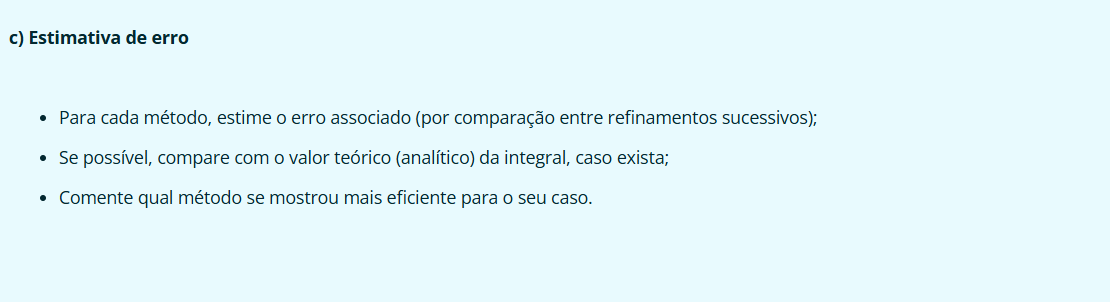 c) Estimativa de erro
• Para cada método, estime o erro associado (por comparação entre refinamentos sucessivos);
• Se possível, compare com o valor teórico (analítico) da integral, caso exista;
• Comente qual método se mostrou mais eficiente para o seu caso.